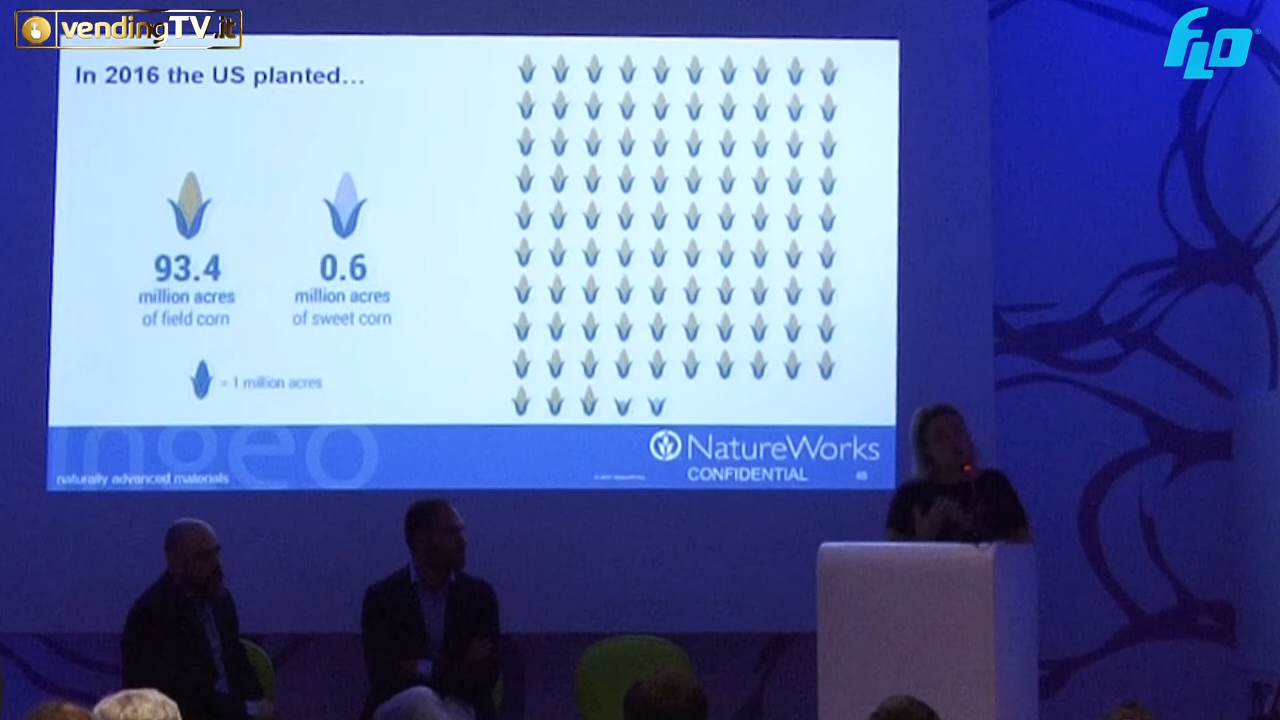 vendingTV.it
FLO
In 2016 the US planted...
93.4
million acres
of field corn
0.6
million acres
of sweet corn
= 1 million acres
ingeo
naturally advanced materials
NatureWorks
CONFIDENTIAL